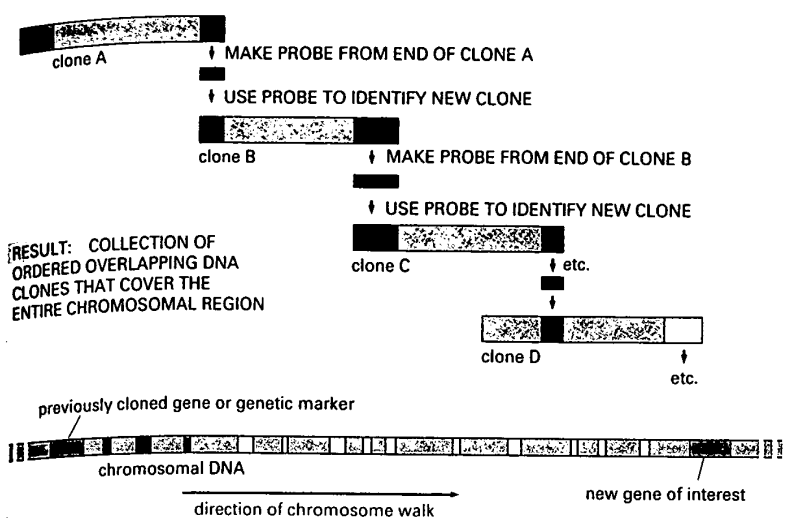 clone A
MAKE PROBE FROM END OF CLONE A
USE PROBE TO IDENTIFY NEW CLONE
clone B
MAKE PROBE FROM END OF CLONE B
USE PROBE TO IDENTIFY NEW CLONE
RESULT: COLLECTION OF
ORDERED OVERLAPPING DNA
CLONES THAT COVER THE
ENTIRE CHROMOSOMAL REGION
clone C
etc.
clone D
etc.
previously cloned gene or genetic marker
chromosomal DNA
new gene of interest
direction of chromosome walk